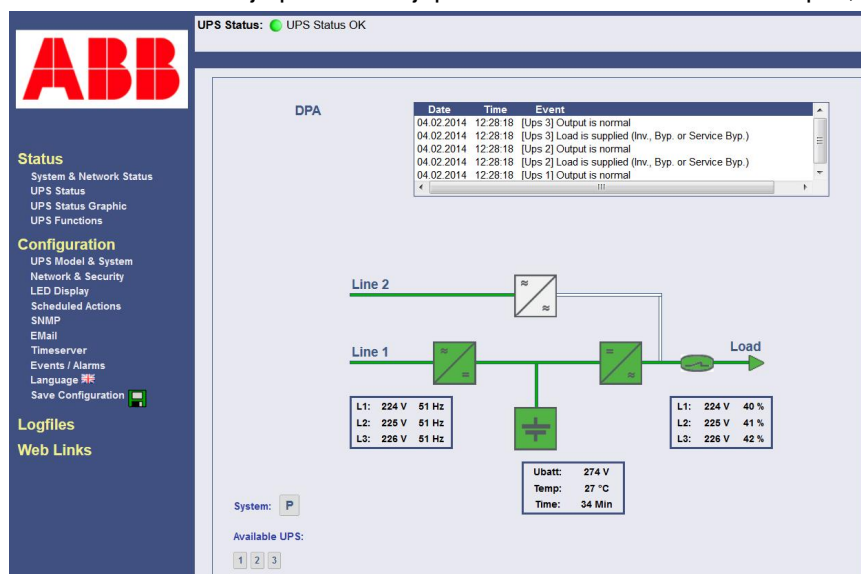 UPS Status: UPS Status OK
ABB
Status
System & Network Status
UPS Status
UPS Status Graphic
UPS Functions
Configuration
UPS Model & System
Network & Security
LED Display
Scheduled Actions
SNMP
EMail
Timeserver
Events / Alarms
Language
Save Configuration
Logfiles
Web Links
DPA
Date Time Event
04.02.2014 12:28:18 [Ups 3] Output is normal
04.02.2014 12:28:18 [Ups 3] Load is supplied (Inv., Byp. or Service Byp.)
04.02.2014 12:28:18 [Ups 2] Output is normal
04.02.2014 12:28:18 [Ups 2] Load is supplied (Inv., Byp. or Service Byp.)
04.02.2014 12:28:18 [Ups 1] Output is normal
Line 2
Line 1
Load
L1: 224 V 51 Hz
L2: 225 V 51 Hz
L3: 226 V 51 Hz
L1: 224 V 40 %
L2: 225 V 41 %
L3: 226 V 42 %
Ubatt: 274 V
Temp: 27 °C
Time: 34 Min
System: P
Available UPS:
1 2 3